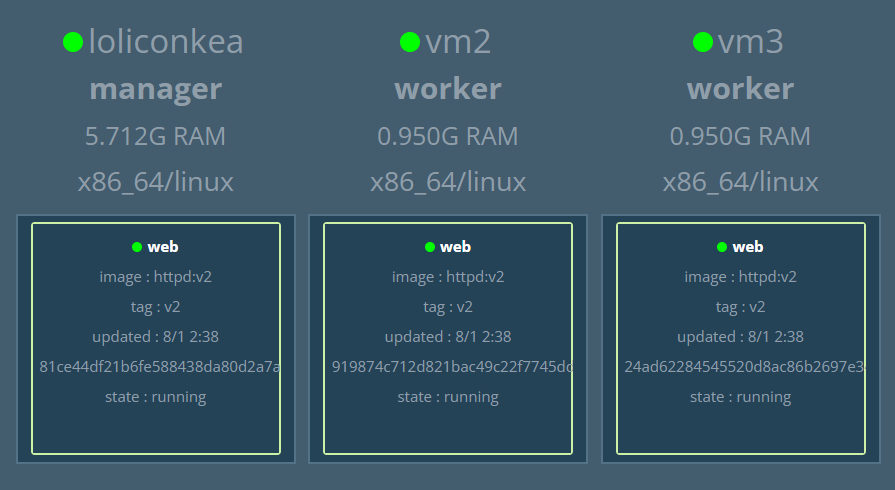 loliconkea
manager
5.712G RAM
x86_64/linux
web
image : httpd:v2
tag : v2
updated : 8/1 2:38
81ce44df21b6fe588438da80d2a7a
state : running
vm2
worker
0.950G RAM
x86_64/linux
web
image : httpd:v2
tag : v2
updated : 8/1 2:38
919874c712d821bac49c22f7745dc
state : running
vm3
worker
0.950G RAM
x86_64/linux
web
image : httpd:v2
tag : v2
updated : 8/1 2:38
24ad62284545520d8ac86b2697e3
state : running